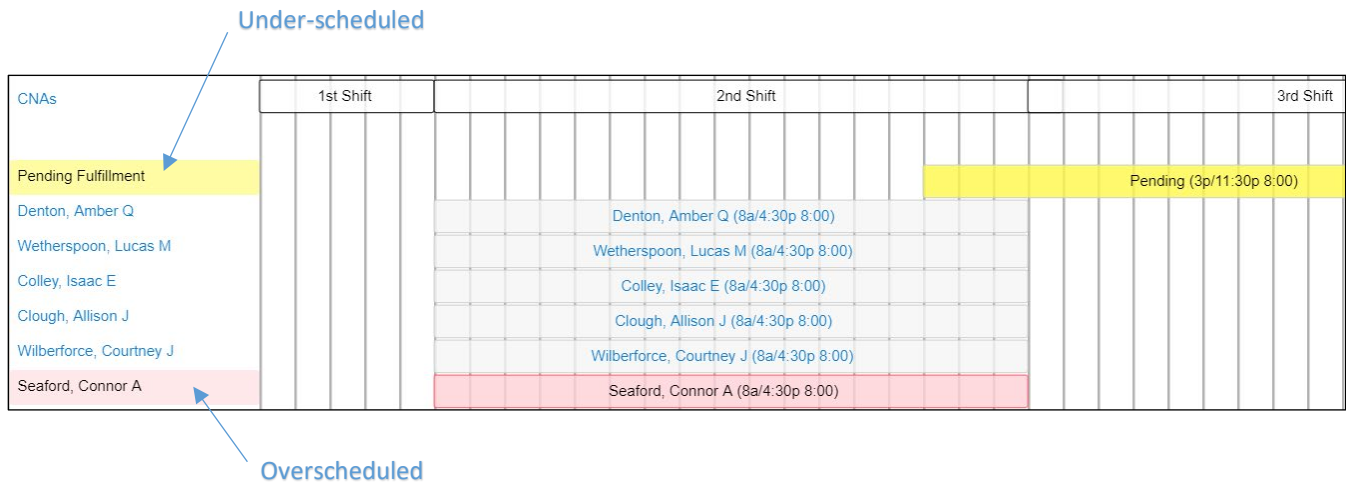 Under-scheduled
CNAs 1st Shift 2nd Shift 3rd Shift
Pending Fulfillment Pending (3p/11:30p 8:00)
Denton, Amber Q Denton, Amber Q (8a/4:30p 8:00)
Wetherspoon, Lucas M Wetherspoon, Lucas M (8a/4:30p 8:00)
Colley, Isaac E Colley, Isaac E (8a/4:30p 8:00)
Clough, Allison J Clough, Allison J (8a/4:30p 8:00)
Wilberforce, Courtney J Wilberforce, Courtney J (8a/4:30p 8:00)
Seaford, Connor A Seaford, Connor A (8a/4:30p 8:00)
Overscheduled